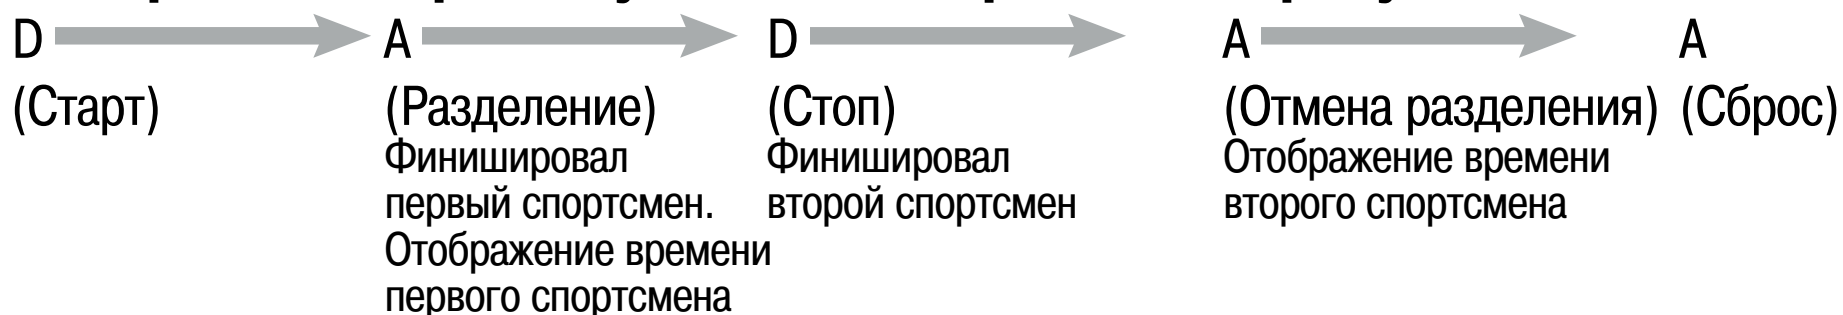 D A D A A
(Старт) (Разделение) (Стоп) (Отмена разделения) (Сброс)
Финишировал Финишировал Отображение времени
первый спортсмен. второй спортсмен второго спортсмена
Отображение времени
первого спортсмена